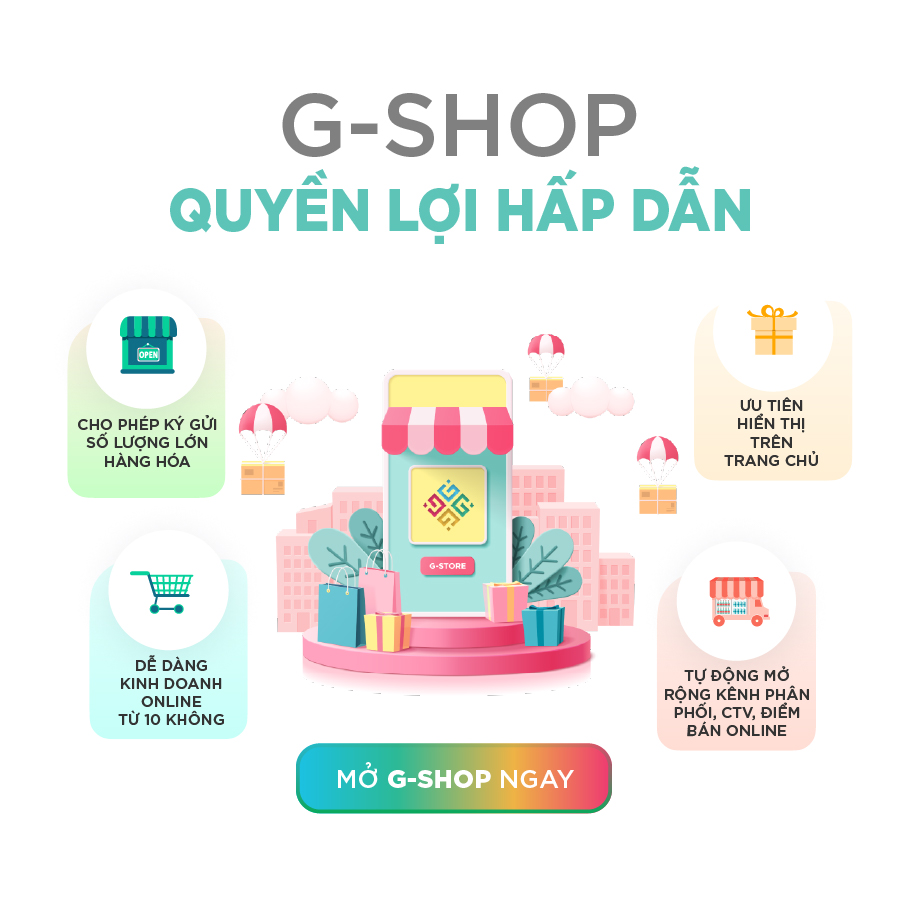 G-SHOP
QUYỀN LỢI HẤP DẪN
OPEN
CHO PHÉP KÝ GỬI
SỐ LƯỢNG LỚN
HÀNG HÓA
ƯU TIÊN
HIỂN THỊ
TRÊN
TRANG CHỦ
G-STORE
DỄ DÀNG
KINH DOANH
ONLINE
TỪ 10 KHÔNG
TỰ ĐỘNG MỞ
RỘNG KÊNH PHÂN
PHỐI, CTV, ĐIỂM
BÁN ONLINE
MỞ G-SHOP NGAY